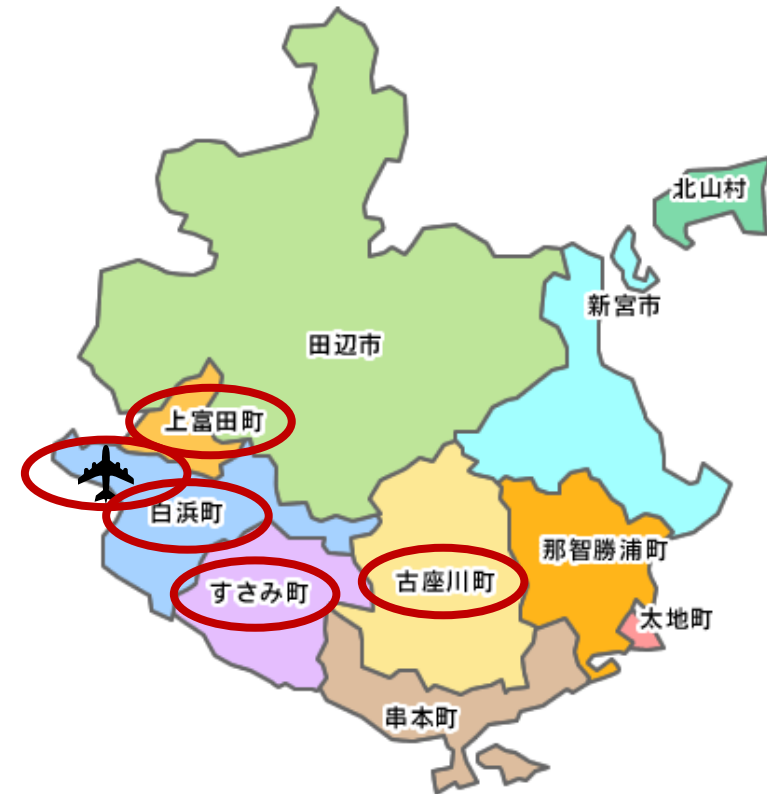 北山村
新宮市
田辺市
上富田町
白浜町
那智勝浦町
すさみ町
古座川町
太地町
串本町